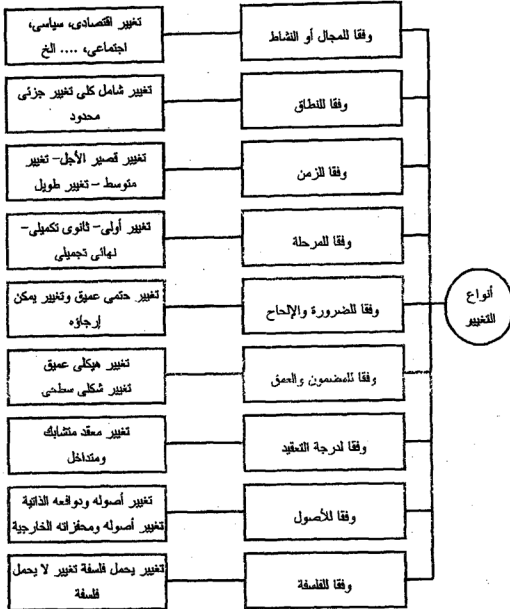 أنواع
التغيير
وفقا للمجال أو النشاط
تغيير اقتصادى، سياسى،
اجتماعى، .... الخ
وفقا للنطاق
تغيير شامل كلى تغيير جزئى
محدود
وفقا للزمن
تغيير قصير الأجل– تغيير
متوسط – تغيير طويل
وفقا للمرحلة
تغيير أولى– ثانوى تكميلى–
نهائى تجميلى
وفقا للضرورة والإلحاح
تغيير حتمى عميق وتغيير يمكن
إرجاؤه
وفقا للمضمون والعمق
تغيير هيكلى عميق
تغيير شكلى سطحى
وفقا لدرجة التعقيد
تغيير معقد متشابك
ومتداخل
وفقا للأصول
تغيير أصوله ودوافعه الذاتية
تغيير أصوله ومحفزاته الخارجية
وفقا للفلسفة
تغيير يحمل فلسفة تغيير لا يحمل
فلسفة